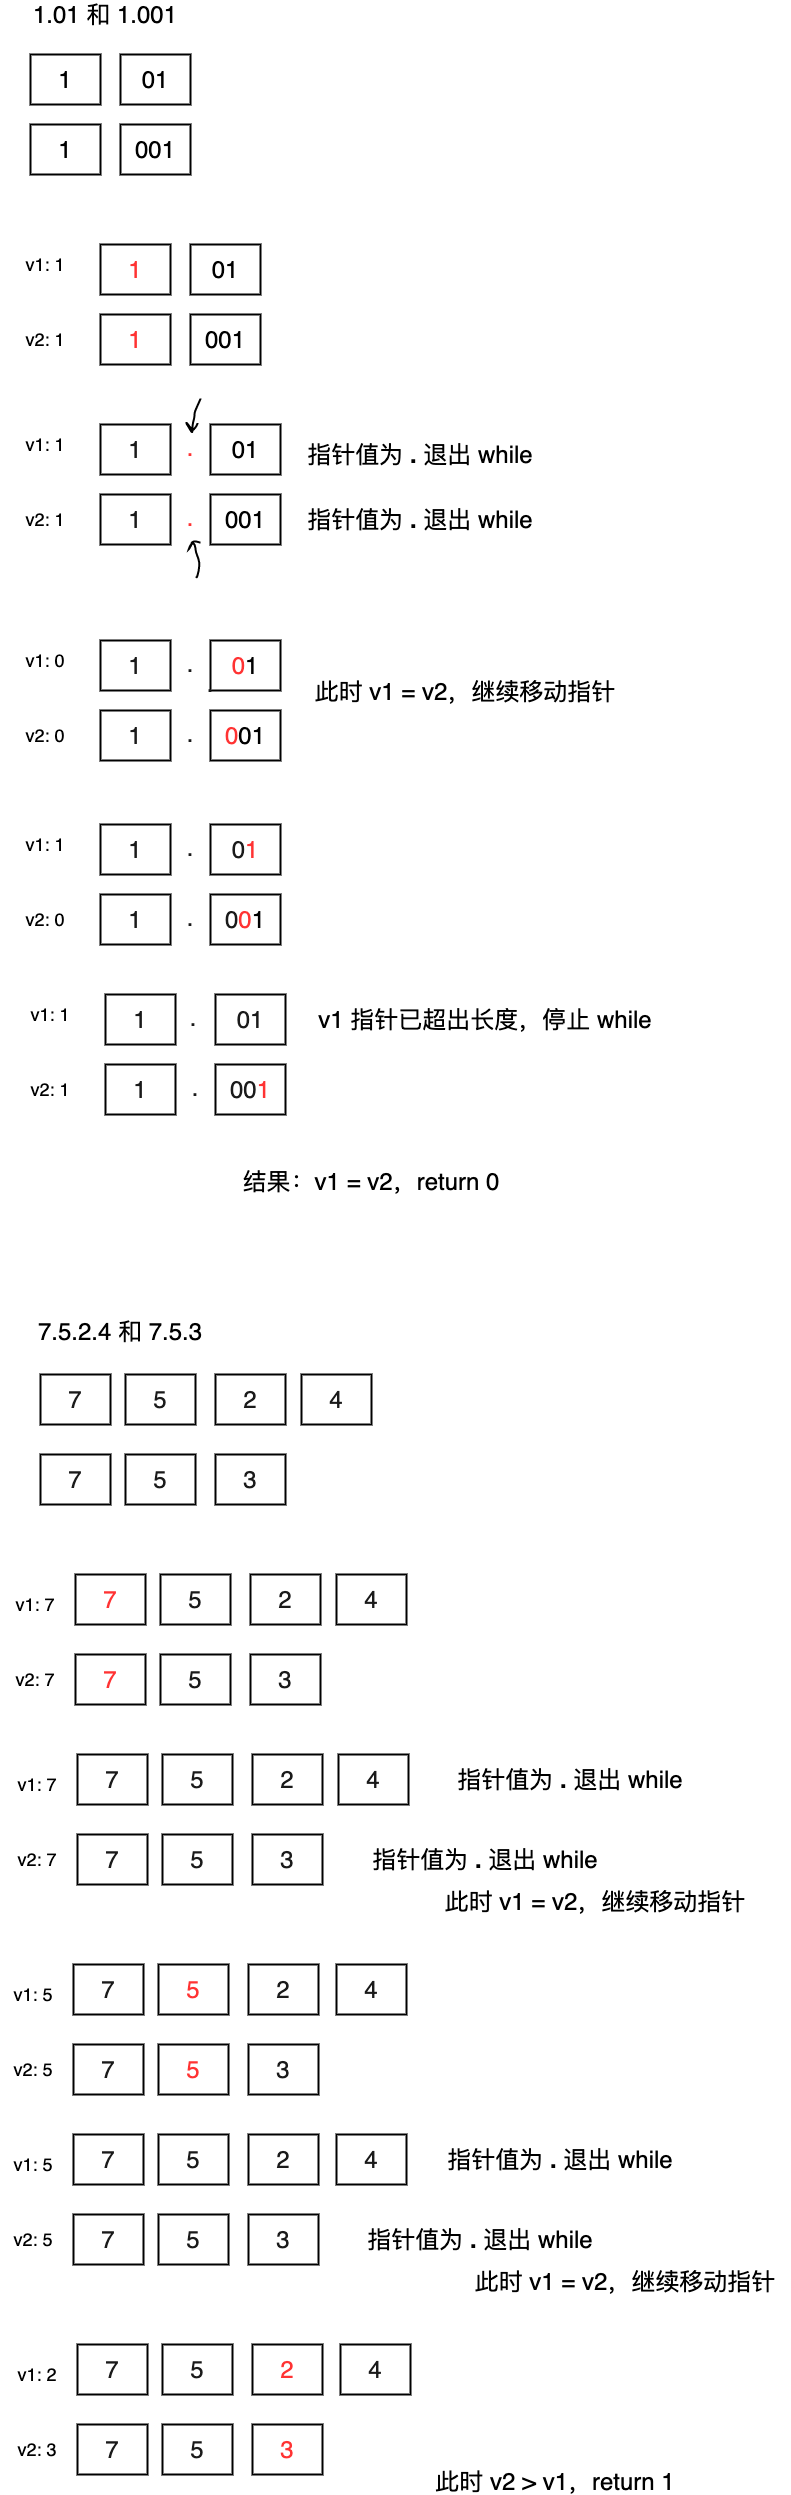 1.01 和 1.001
1 01
1 001
v1: 1 1 01
v2: 1 1 001
v1: 1 1 . 01 指针值为 . 退出 while
v2: 1 1 . 001 指针值为 . 退出 while
v1: 0 1 . 01
此时 v1 = v2，继续移动指针
v2: 0 1 . 001
v1: 1 1 . 01
v2: 0 1 . 001
v1: 1 1 . 01 v1 指针已超出长度，停止 while
v2: 1 1 . 001
结果：v1 = v2，return 0
7.5.2.4 和 7.5.3
7 5 2 4
7 5 3
v1: 7 7 5 2 4
v2: 7 7 5 3
v1: 7 7 5 2 4 指针值为 . 退出 while
v2: 7 7 5 3 指针值为 . 退出 while
此时 v1 = v2，继续移动指针
v1: 5 7 5 2 4
v2: 5 7 5 3
v1: 5 7 5 2 4 指针值为 . 退出 while
v2: 5 7 5 3 指针值为 . 退出 while
此时 v1 = v2，继续移动指针
v1: 2 7 5 2 4
v2: 3 7 5 3
此时 v2 > v1，return 1